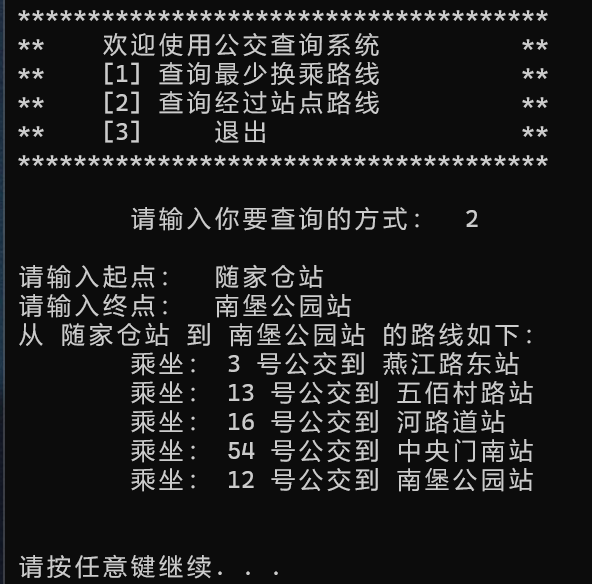 **************************************
**    欢迎使用公交查询系统    **
**    [1] 查询最少换乘路线    **
**    [2] 查询经过站点路线    **
**    [3]     退出    **
**************************************
请输入你要查询的方式:  2
请输入起点:  随家仓站
请输入终点:  南堡公园站
从 随家仓站 到 南堡公园站 的路线如下:
乘坐: 3 号公交到 燕江路东站
乘坐: 13 号公交到 五佰村路站
乘坐: 16 号公交到 河路道站
乘坐: 54 号公交到 中央门南站
乘坐: 12 号公交到 南堡公园站
请按任意键继续. . .